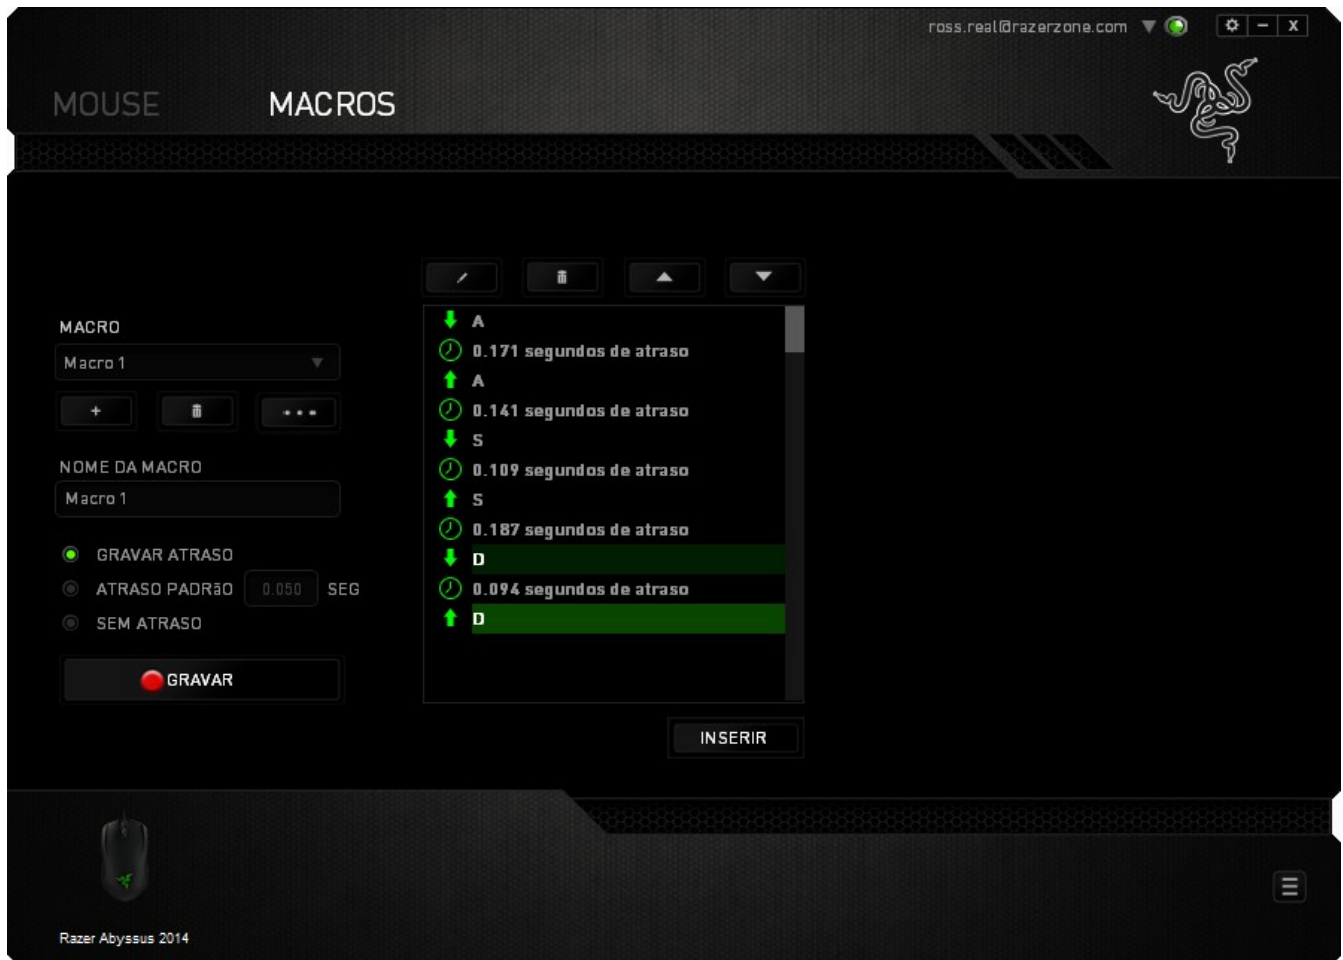 ross.real@razerzone.com
MOUSE MACROS
MACRO
Macro 1
NOME DA MACRO
Macro 1
GRAVAR ATRASO
ATRASO PADRãO 0.050 SEG
SEM ATRASO
GRAVAR
A
0.171 segundos de atraso
A
0.141 segundos de atraso
S
0.109 segundos de atraso
S
0.187 segundos de atraso
D
0.094 segundos de atraso
D
INSERIR
Razer Abyssus 2014